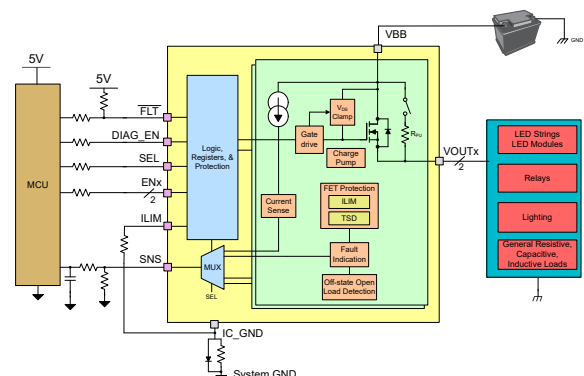 VBB
GND
5V
5V
MCU
FLT
DIAG_EN
SEL
ENx
2
ILIM
SNS
Logic,
Registers, &
Protection
VDS
Clamp
Gate
drive
RPU
Charge
Pump
Current
Sense
FET Protection
ILIM
TSD
Fault
Indication
Off-state Open
Load Detection
MUX
SEL
VOUTx
2
LED Strings
LED Modules
Relays
Lighting
General Resistive,
Capacitive,
Inductive Loads
IC_GND
System GND